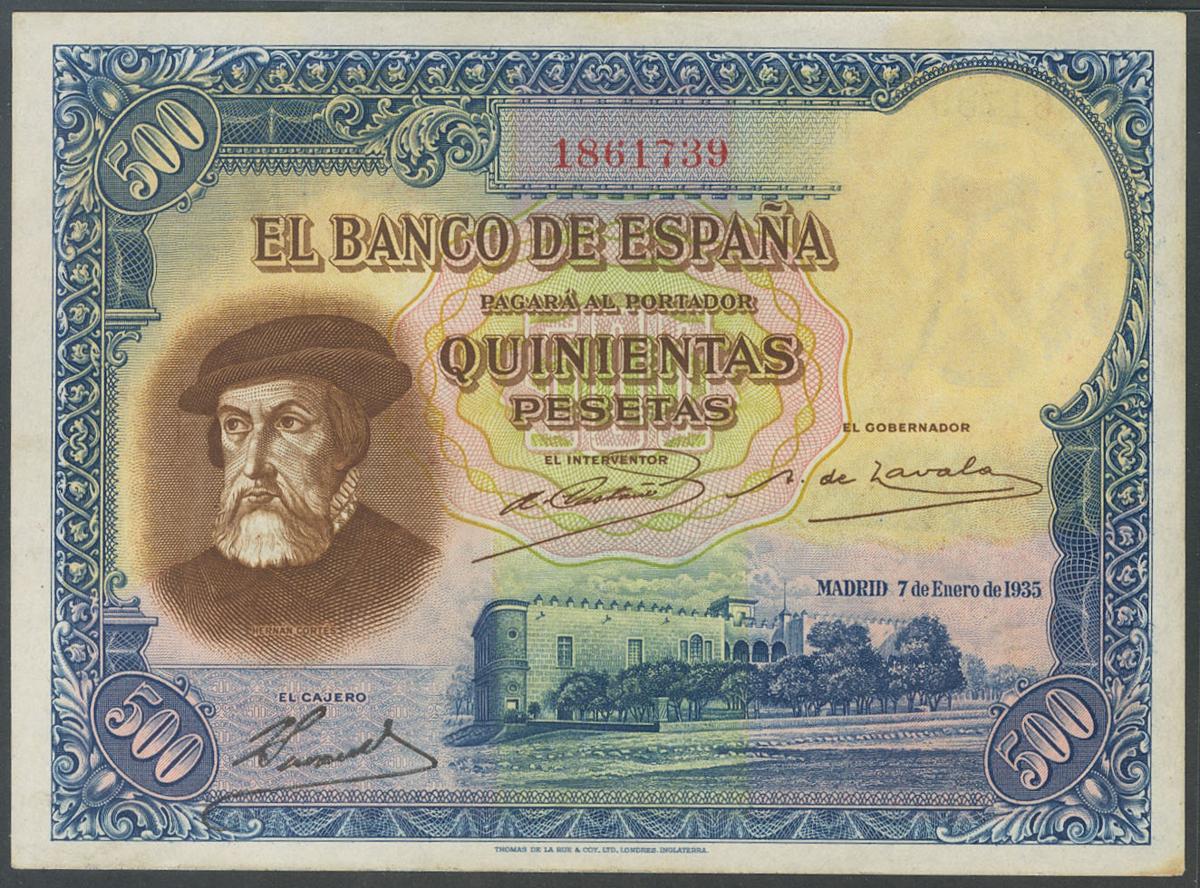 500
1861739
EL BANCO DE ESPAÑA
PAGARÁ AL PORTADOR
QUINIENTAS
PESETAS
EL GOBERNADOR
EL INTERVENTOR
de Zavala
MADRID 7 de Enero de 1935
HERNAN CORTES
EL CAJERO
500
500
THOMAS DE LA RUE & COY. LTD. LONDRES. INGLATERRA.